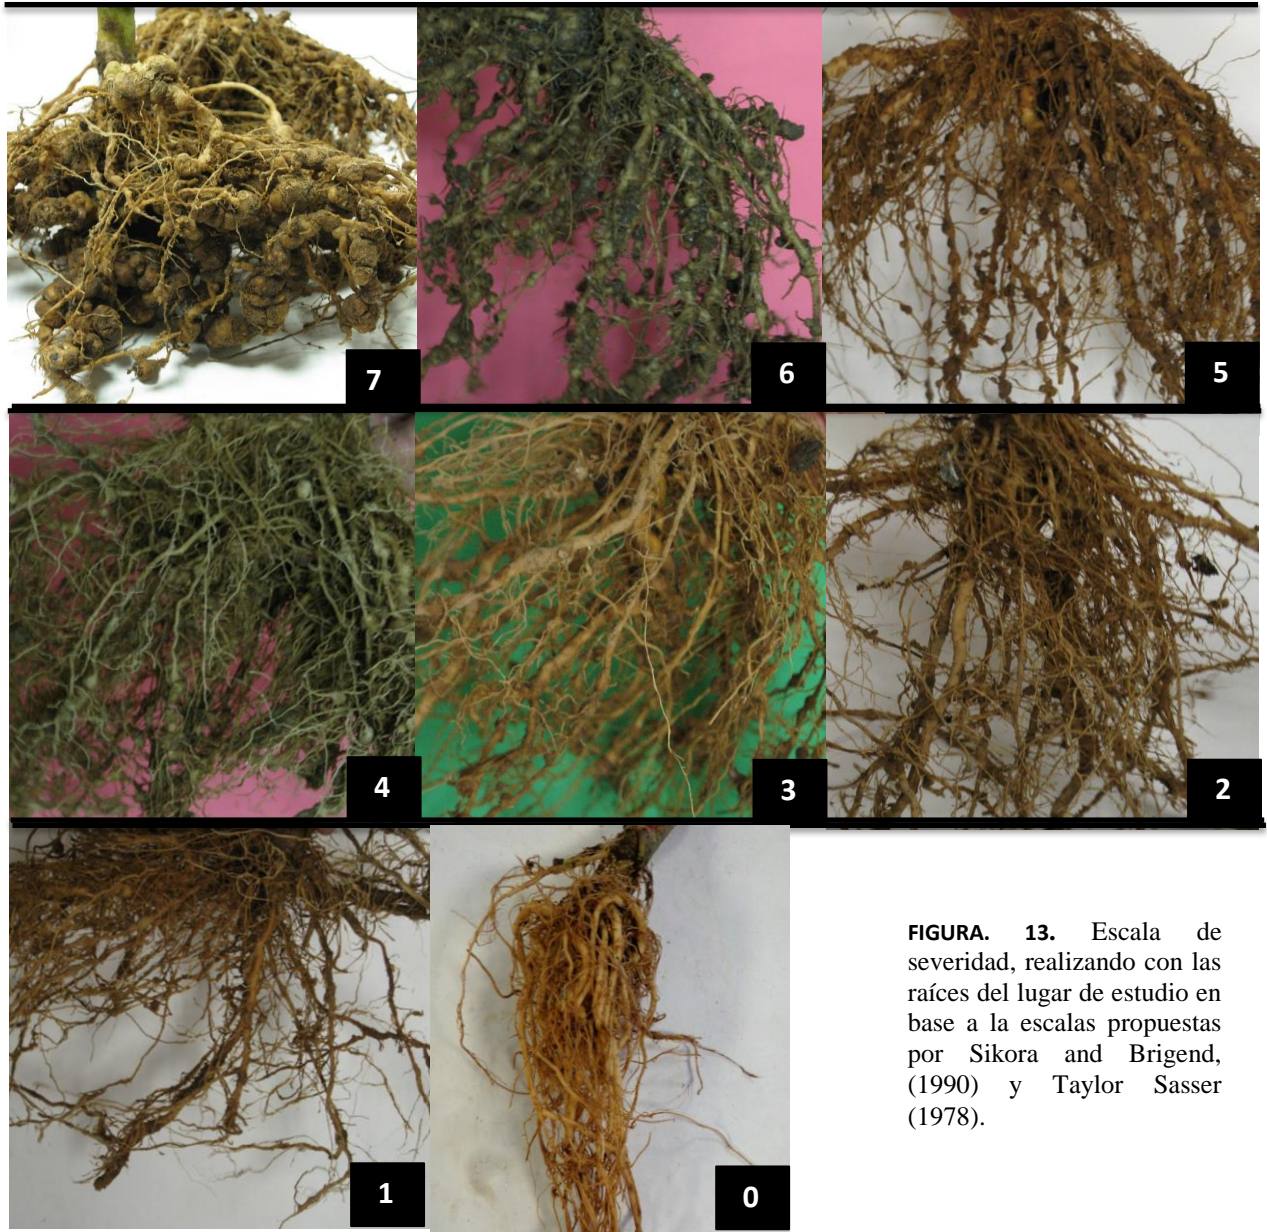 7
6
5
4
3
2
1
0
FIGURA. 13. Escala de
severidad, realizando con las
raíces del lugar de estudio en
base a la escalas propuestas
por Sikora and Brigend,
(1990) y Taylor Sasser
(1978).